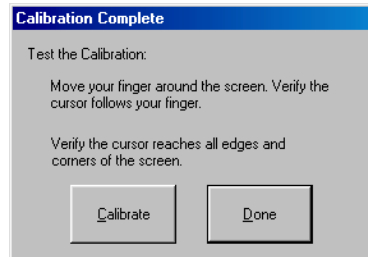 Calibration Complete
Test the Calibration:
Move your finger around the screen. Verify the
cursor follows your finger.
Verify the cursor reaches all edges and
corners of the screen.
Calibrate Done